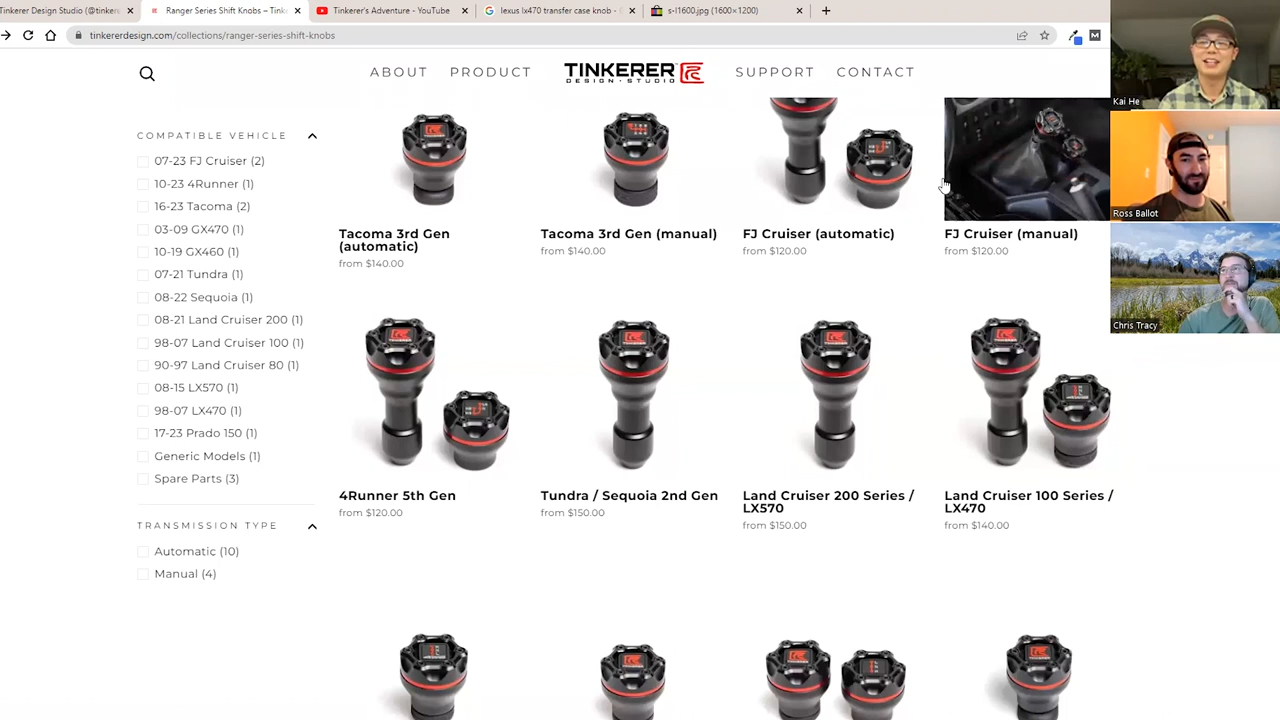 Tinkerer Design Studio (@tinker
Ranger Series Shift Knobs – Tink
Tinkerer's Adventure - YouTube
lexus lx470 transfer case knob -
s-l1600.jpg (1600×1200)
tinkererdesign.com/collections/ranger-series-shift-knobs
ABOUT
PRODUCT
TINKERER
DESIGN·STUDIO
SUPPORT
CONTACT
COMPATIBLE VEHICLE
07-23 FJ Cruiser (2)
10-23 4Runner (1)
16-23 Tacoma (2)
03-09 GX470 (1)
10-19 GX460 (1)
07-21 Tundra (1)
08-22 Sequoia (1)
08-21 Land Cruiser 200 (1)
98-07 Land Cruiser 100 (1)
90-97 Land Cruiser 80 (1)
08-15 LX570 (1)
98-07 LX470 (1)
17-23 Prado 150 (1)
Generic Models (1)
Spare Parts (3)
TRANSMISSION TYPE
Automatic (10)
Manual (4)
Tacoma 3rd Gen
(automatic)
from $140.00
Tacoma 3rd Gen (manual)
from $140.00
FJ Cruiser (automatic)
from $120.00
FJ Cruiser (manual)
from $120.00
4Runner 5th Gen
from $120.00
Tundra / Sequoia 2nd Gen
from $150.00
Land Cruiser 200 Series /
LX570
from $150.00
Land Cruiser 100 Series /
LX470
from $140.00
Kai He
Ross Ballot
Chris Tracy